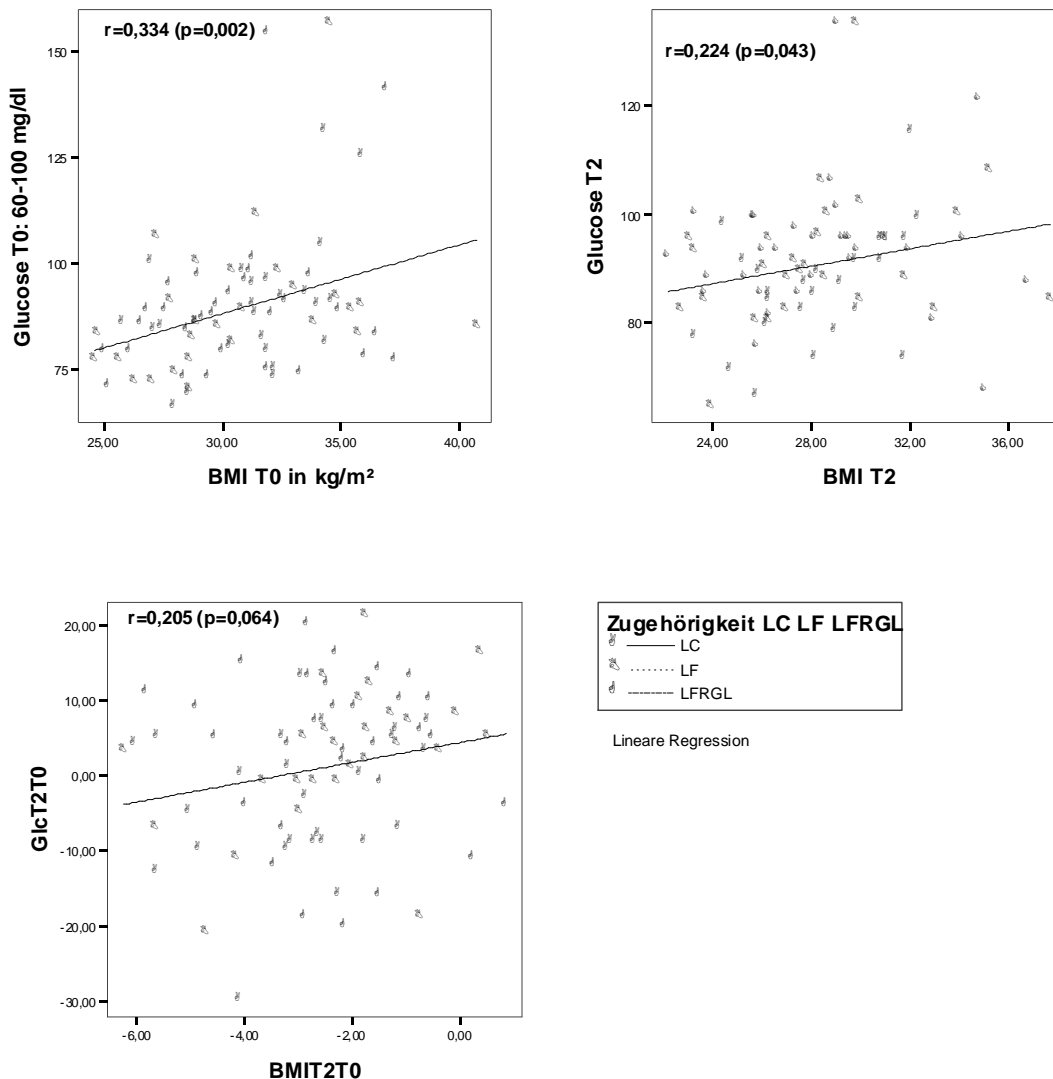 r=0,334 (p=0,002)
Glucose T0: 60-100 mg/dl
150
125
100
75
25,00 30,00 35,00 40,00
BMI T0 in kg/m²
r=0,224 (p=0,043)
Glucose T2
120
100
80
24,00 28,00 32,00 36,00
BMI T2
r=0,205 (p=0,064)
GlcT2T0
20,00
10,00
0,00
-10,00
-20,00
-30,00
-6,00 -4,00 -2,00 0,00
BMIT2T0
Zugehörigkeit LC LF LFRGL
LC
LF
LFRGL
Lineare Regression